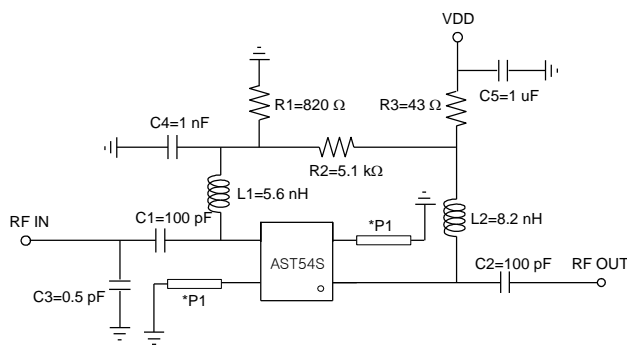 VDD
R1=820 Ω
R3=43 Ω
C5=1 uF
C4=1 nF
R2=5.1 kΩ
L1=5.6 nH
RF IN
C1=100 pF
*P1
L2=8.2 nH
AST54S
C2=100 pF
RF OUT
C3=0.5 pF
*P1